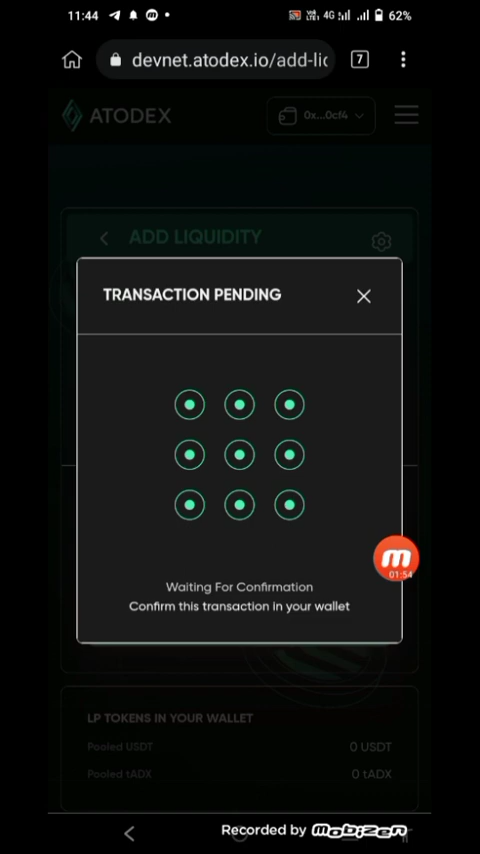 11:44 4G 62%
devnet.atodex.io/add-lic 7
ATODEX 0x...0cf4
ADD LIQUIDITY
TRANSACTION PENDING
01:54
Waiting For Confirmation
Confirm this transaction in your wallet
LP TOKENS IN YOUR WALLET
Pooled USDT 0 USDT
Pooled tADX 0 tADX
Recorded by Mobizen